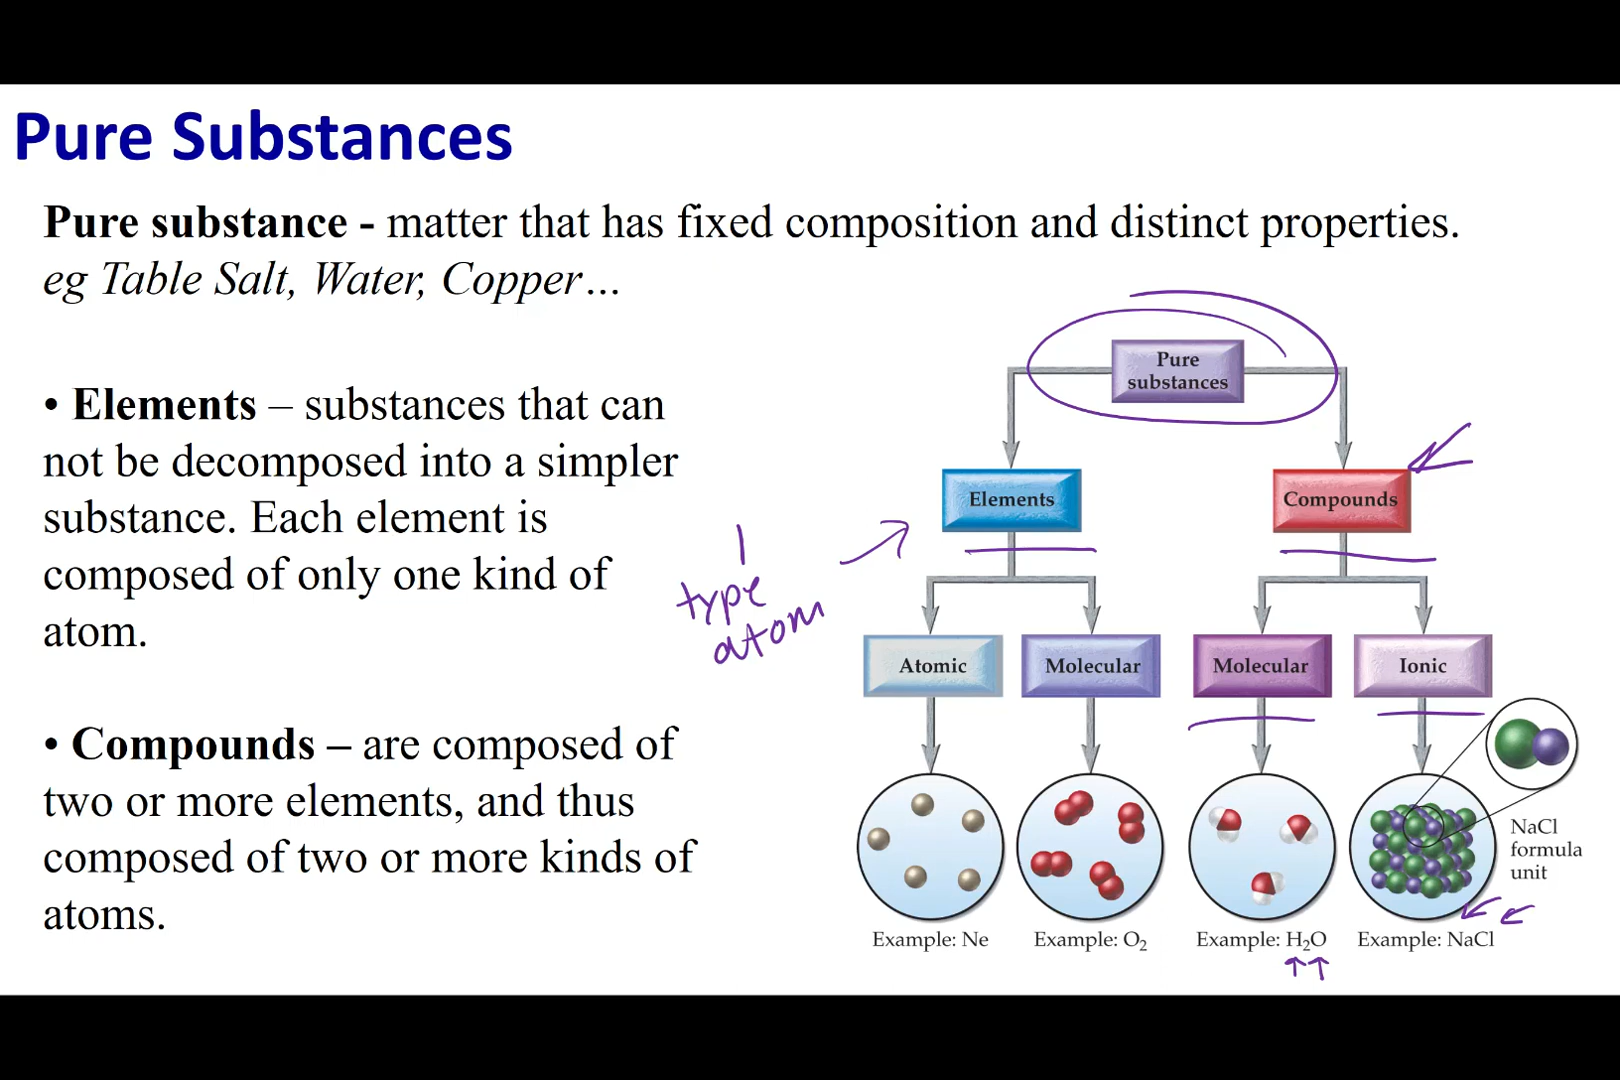 Pure Substances
Pure substance - matter that has fixed composition and distinct properties.
eg Table Salt, Water, Copper…
• Elements – substances that can
not be decomposed into a simpler
substance. Each element is
composed of only one kind of
atom.
• Compounds – are composed of
two or more elements, and thus
composed of two or more kinds of
atoms.
1
type
atom
Pure
substances
Elements
Compounds
Atomic
Molecular
Molecular
Ionic
NaCl
formula
unit
Example: Ne
Example: O₂
Example: H₂O
Example: NaCl